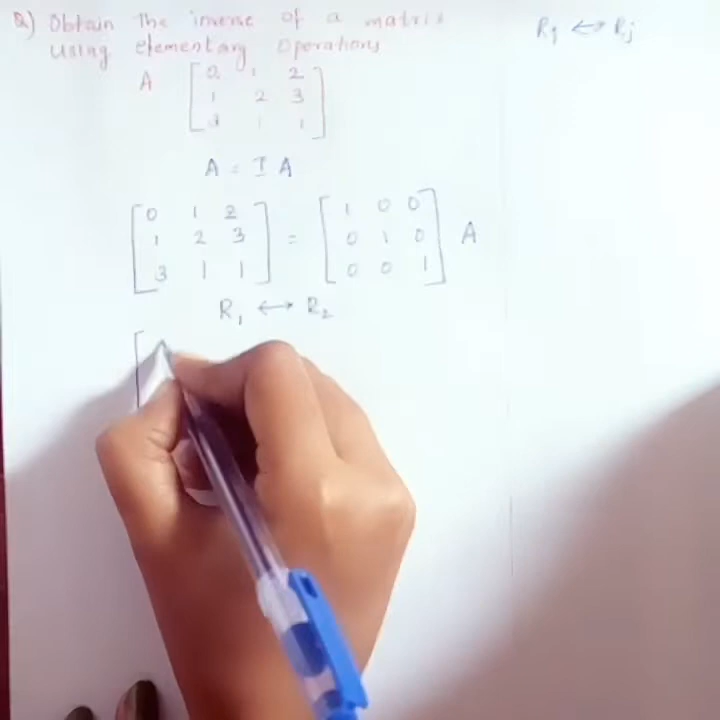 Q) Obtain the inverse of a matrix R₁ ↔ Rj
using elementary operations
A [0 1 2
1 2 3
3 1 1]
A = I A
[0 1 2] = [1 0 0] A
[1 2 3] [0 1 0]
[3 1 1] [0 0 1]
R₁ ↔ R₂
[